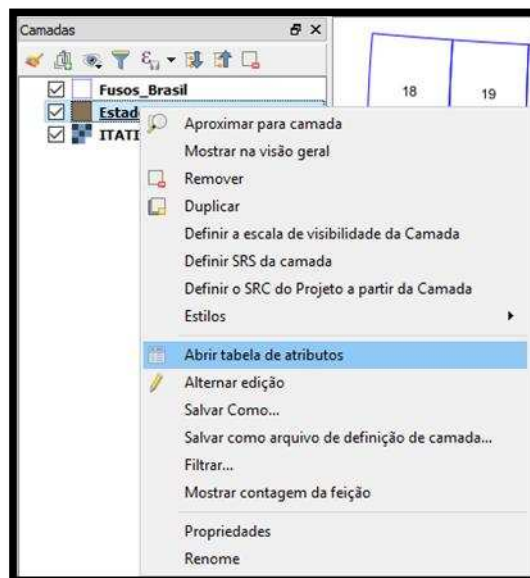 Camadas
Fusos_Brasil
18
19
Estad
ITATI
Aproximar para camada
Mostrar na visão geral
Remover
Duplicar
Definir a escala de visibilidade da Camada
Definir SRS da camada
Definir o SRC do Projeto a partir da Camada
Estilos
Abrir tabela de atributos
Alternar edição
Salvar Como...
Salvar como arquivo de definição de camada...
Filtrar...
Mostrar contagem da feição
Propriedades
Renome